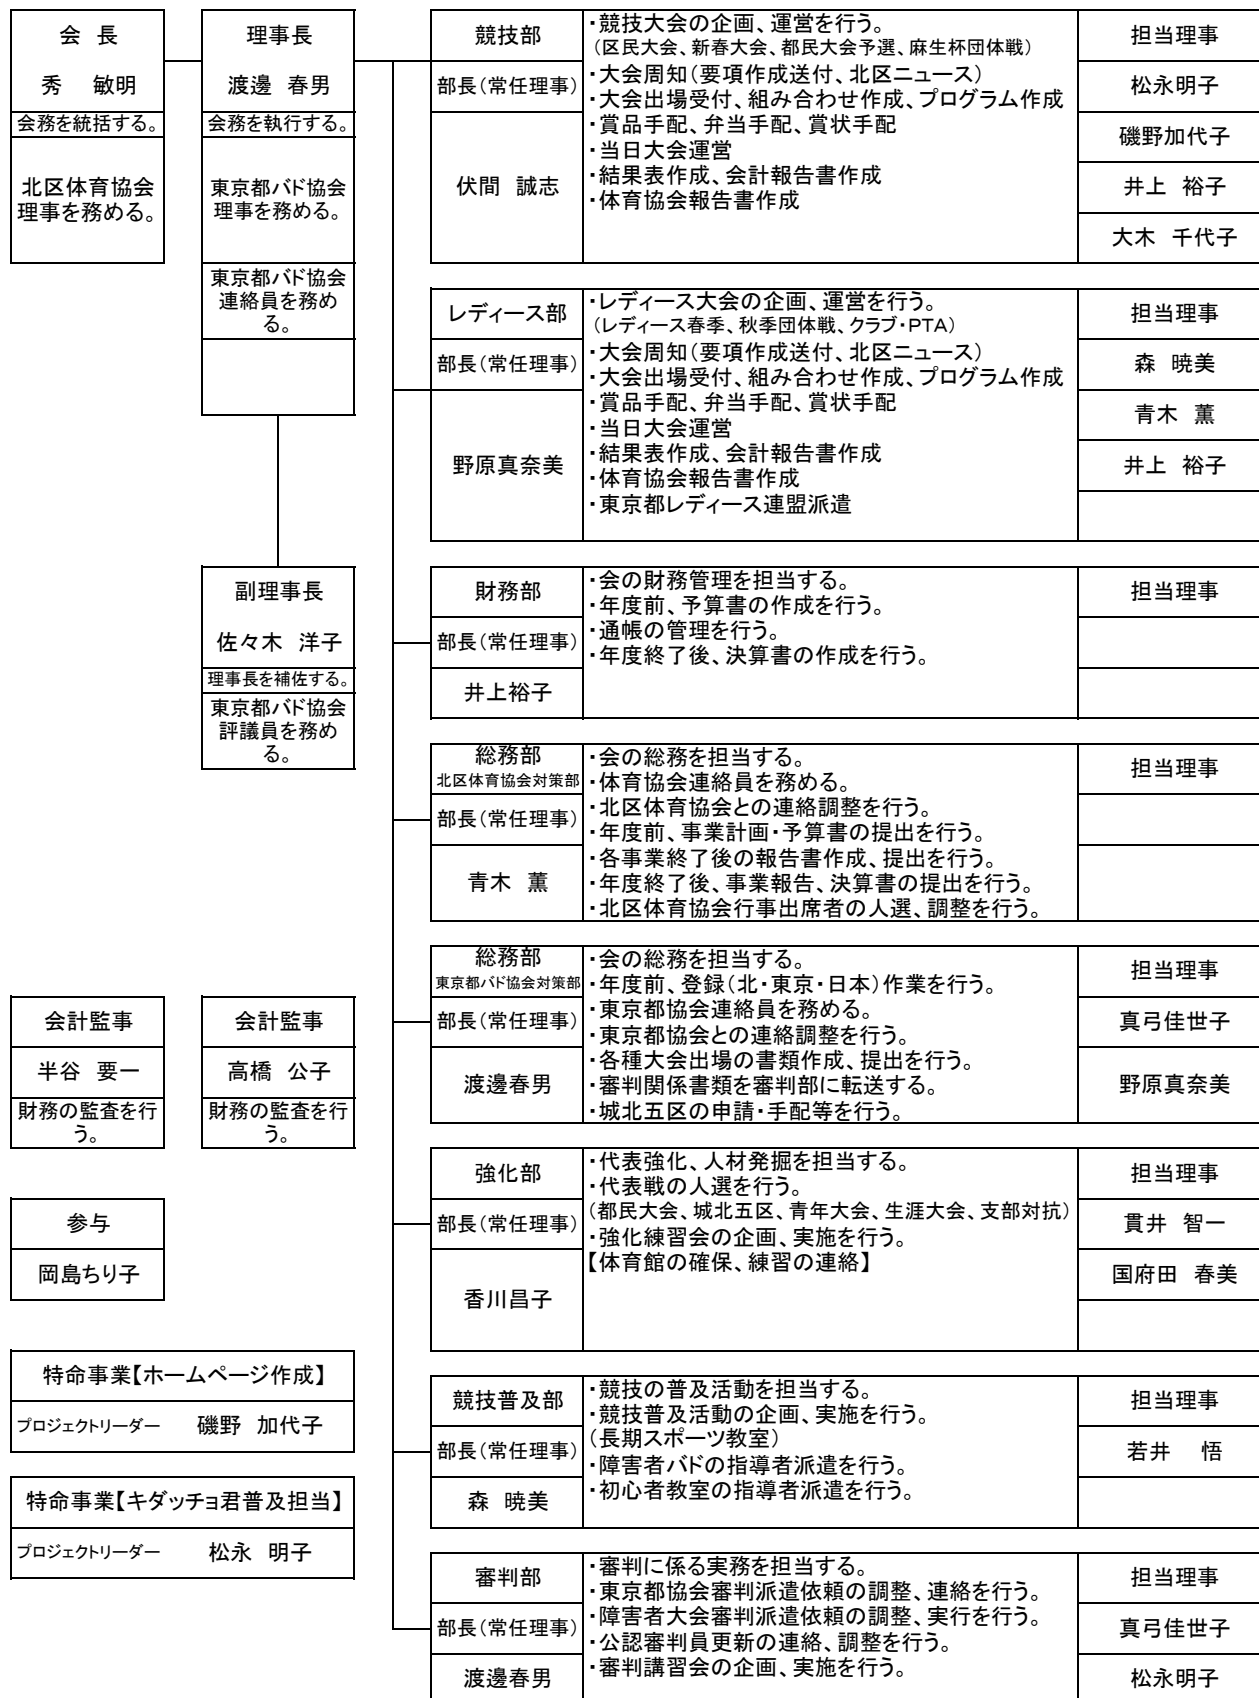 会　長
秀　敏明
会務を統括する。
北区体育協会
理事を務める。
理事長
渡邊 春男
会務を執行する。
東京都バド協会
理事を務める。
東京都バド協会
連絡員を務め
る。
副理事長
佐々木　洋子
理事長を補佐する。
東京都バド協会
評議員を務め
る。
会計監事
半谷　要一
財務の監査を行
う。
会計監事
高橋　公子
財務の監査を行
う。
参与
岡島ちり子
特命事業【ホームページ作成】
プロジェクトリーダー　磯野　加代子
特命事業【キダッチョ君普及担当】
プロジェクトリーダー　松永　明子
競技部
部長（常任理事）
伏間　誠志
・競技大会の企画、運営を行う。
（区民大会、新春大会、都民大会予選、麻生杯団体戦）
・大会周知（要項作成送付、北区ニュース）
・大会出場受付、組み合わせ作成、プログラム作成
・賞品手配、弁当手配、賞状手配
・当日大会運営
・結果表作成、会計報告書作成
・体育協会報告書作成
担当理事
松永明子
磯野加代子
井上　裕子
大木　千代子
レディース部
部長（常任理事）
野原真奈美
・レディース大会の企画、運営を行う。
（レディース春季、秋季団体戦、クラブ・PTA）
・大会周知（要項作成送付、北区ニュース）
・大会出場受付、組み合わせ作成、プログラム作成
・賞品手配、弁当手配、賞状手配
・当日大会運営
・結果表作成、会計報告書作成
・体育協会報告書作成
・東京都レディース連盟派遣
担当理事
森　暁美
青木　薫
井上　裕子
財務部
部長（常任理事）
井上裕子
・会の財務管理を担当する。
・年度前、予算書の作成を行う。
・通帳の管理を行う。
・年度終了後、決算書の作成を行う。
担当理事
総務部
北区体育協会対策部
部長（常任理事）
青木　薫
・会の総務を担当する。
・体育協会連絡員を務める。
・北区体育協会との連絡調整を行う。
・年度前、事業計画・予算書の提出を行う。
・各事業終了後の報告書作成、提出を行う。
・年度終了後、事業報告、決算書の提出を行う。
・北区体育協会行事出席者の人選、調整を行う。
担当理事
総務部
東京都バド協会対策部
部長（常任理事）
渡邊春男
・会の総務を担当する。
・年度前、登録（北・東京・日本）作業を行う。
・東京都協会連絡員を務める。
・東京都協会との連絡調整を行う。
・各種大会出場の書類作成、提出を行う。
・審判関係書類を審判部に転送する。
・城北五区の申請・手配等を行う。
担当理事
真弓佳世子
野原真奈美
強化部
部長（常任理事）
香川昌子
・代表強化、人材発掘を担当する。
・代表戦の人選を行う。
（都民大会、城北五区、青年大会、生涯大会、支部対抗）
・強化練習会の企画、実施を行う。
【体育館の確保、練習の連絡】
担当理事
貫井　智一
国府田　春美
競技普及部
部長（常任理事）
森　暁美
・競技の普及活動を担当する。
・競技普及活動の企画、実施を行う。
（長期スポーツ教室）
・障害者バドの指導者派遣を行う。
・初心者教室の指導者派遣を行う。
担当理事
若井　悟
審判部
部長（常任理事）
渡邊春男
・審判に係る実務を担当する。
・東京都協会審判派遣依頼の調整、連絡を行う。
・障害者大会審判派遣依頼の調整、実行を行う。
・公認審判員更新の連絡、調整を行う。
・審判講習会の企画、実施を行う。
担当理事
真弓佳世子
松永明子